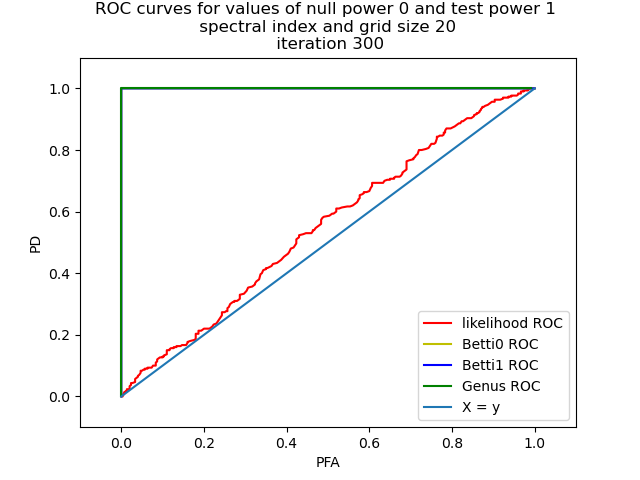 ROC curves for values of null power 0 and test power 1
spectral index and grid size 20
iteration 300
1.0
0.8
0.6
0.4
0.2
0.0
PD
likelihood ROC
Betti0 ROC
Betti1 ROC
Genus ROC
X = y
0.0 0.2 0.4 0.6 0.8 1.0
PFA